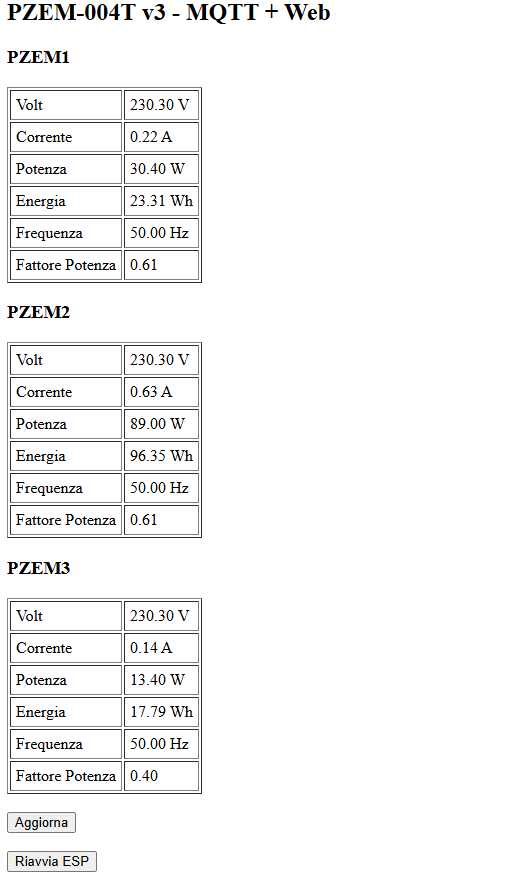 PZEM-004T v3 - MQTT + Web
PZEM1
Volt 230.30 V
Corrente 0.22 A
Potenza 30.40 W
Energia 23.31 Wh
Frequenza 50.00 Hz
Fattore Potenza 0.61
PZEM2
Volt 230.30 V
Corrente 0.63 A
Potenza 89.00 W
Energia 96.35 Wh
Frequenza 50.00 Hz
Fattore Potenza 0.61
PZEM3
Volt 230.30 V
Corrente 0.14 A
Potenza 13.40 W
Energia 17.79 Wh
Frequenza 50.00 Hz
Fattore Potenza 0.40
Aggiorna
Riavvia ESP